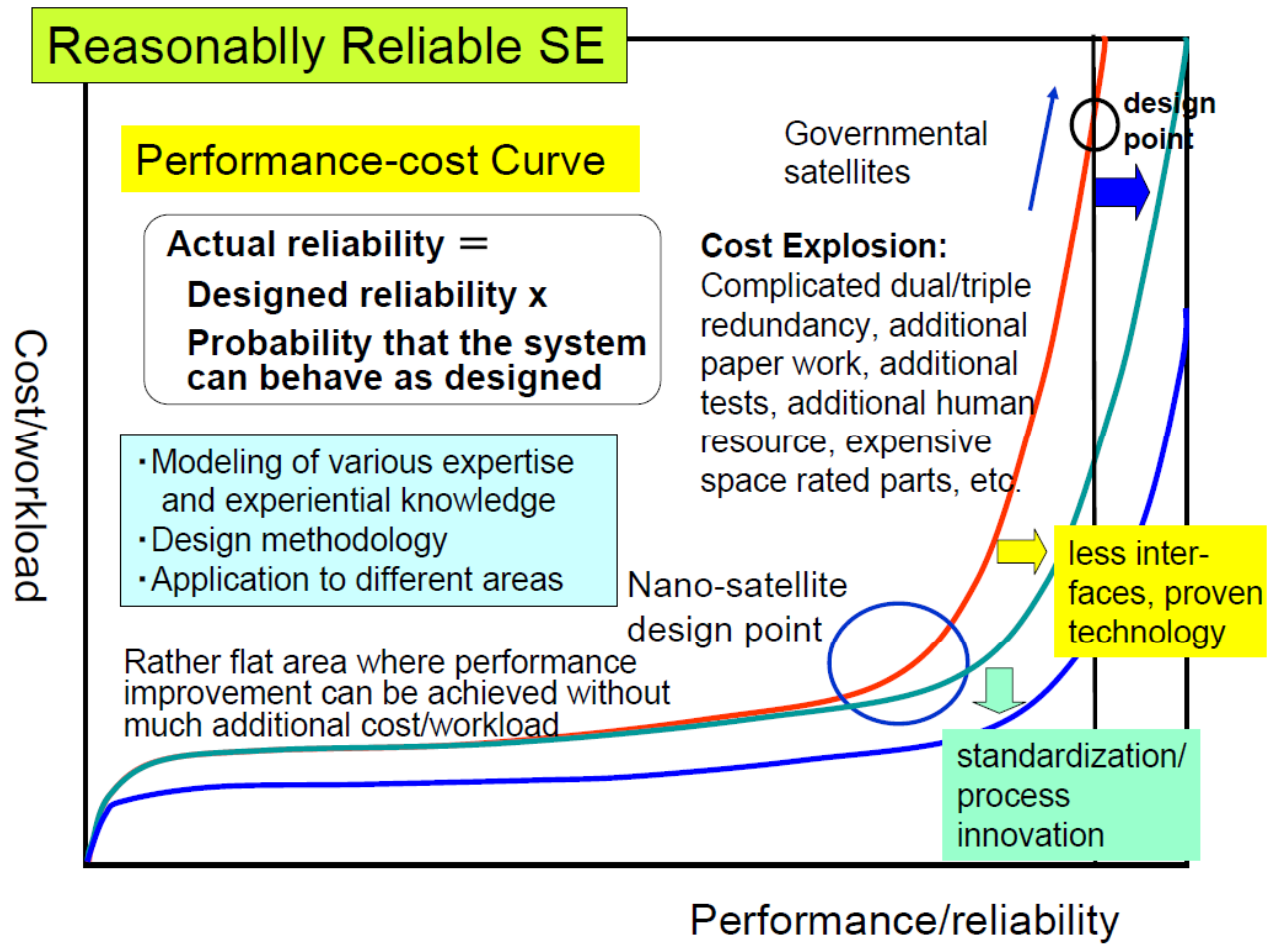 Reasonablly Reliable SE
Performance-cost Curve
Actual reliability ＝
Designed reliability x
Probability that the system
can behave as designed
・Modeling of various expertise
and experiential knowledge
・Design methodology
・Application to different areas
Rather flat area where performance
improvement can be achieved without
much additional cost/workload
Cost/workload
Governmental
satellites
design
point
Cost Explosion:
Complicated dual/triple
redundancy, additional
paper work, additional
tests, additional human
resource, expensive
space rated parts, etc.
Nano-satellite
design point
less inter-
faces, proven
technology
standardization/
process
innovation
Performance/reliability